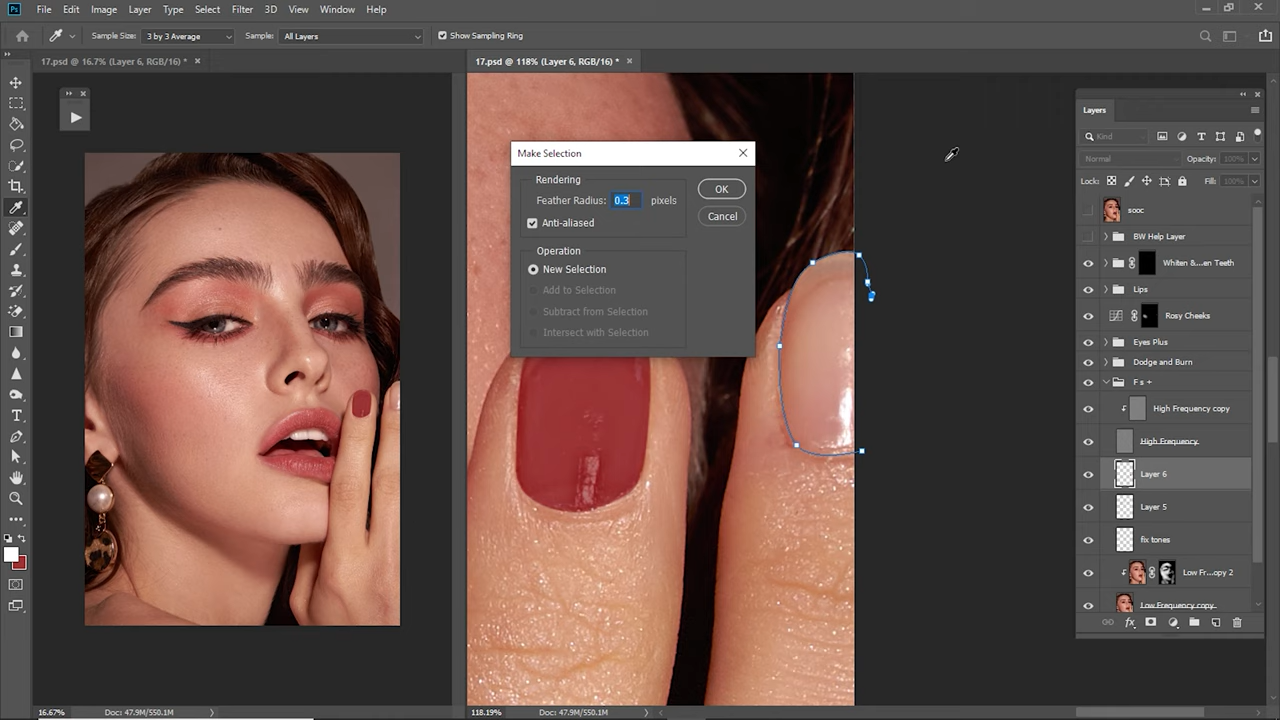 Ps File Edit Image Layer Type Select Filter 3D View Window Help
Sample Size: 3 by 3 Average Sample: All Layers Show Sampling Ring
17.psd @ 16.7% (Layer 6, RGB/16) *
17.psd @ 118% (Layer 6, RGB/16) *
Make Selection
Rendering
Feather Radius: 0.3 pixels
Anti-aliased
OK
Cancel
Operation
New Selection
Add to Selection
Subtract from Selection
Intersect with Selection
Layers
Kind
Normal Opacity: 100%
Lock: Fill: 100%
sooc
BW Help Layer
Whiten &...en Teeth
Lips
Rosy Cheeks
Eyes Plus
Dodge and Burn
F s +
High Frequency copy
High Frequency
Layer 6
Layer 5
fix tones
Low Fr...opy 2
Low Frequency copy
fx
16.67% Doc: 47.9M/550.1M
118.19% Doc: 47.9M/550.1M